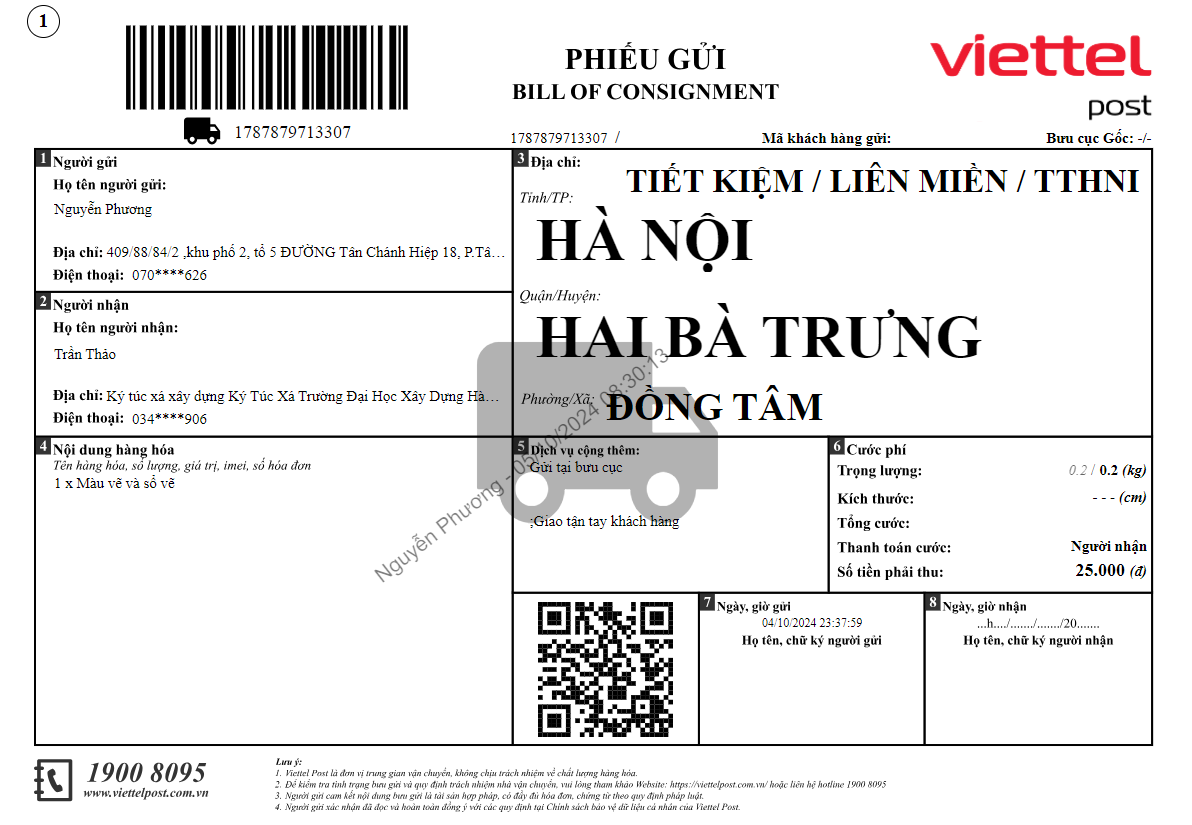 1
PHIẾU GỬI
BILL OF CONSIGNMENT
viettel
post
1787879713307
1787879713307 /
Mã khách hàng gửi:
Bưu cục Gốc: -/-
1 Người gửi
Họ tên người gửi:
Nguyễn Phương
Địa chỉ: 409/88/84/2 ,khu phố 2, tổ 5 ĐƯỜNG Tân Chánh Hiệp 18, P.Tâ...
Điện thoại: 070****626
2 Người nhận
Họ tên người nhận:
Trần Thảo
Địa chỉ: Ký túc xá xây dựng Ký Túc Xá Trường Đại Học Xây Dựng Hà...
Điện thoại: 034****906
3 Địa chỉ:
TIẾT KIỆM / LIÊN MIỀN / TTHNI
Tỉnh/TP:
HÀ NỘI
Quận/Huyện:
HAI BÀ TRƯNG
Phường/Xã:
ĐỒNG TÂM
Nguyễn Phương - 05/10/2024 08:30:13
4 Nội dung hàng hóa
Tên hàng hóa, số lượng, giá trị, imei, số hóa đơn
1 x Màu vẽ và sổ vẽ
5 Dịch vụ cộng thêm:
Gửi tại bưu cục
;Giao tận tay khách hàng
6 Cước phí
Trọng lượng: 0.2 / 0.2 (kg)
Kích thước: - - - (cm)
Tổng cước:
Thanh toán cước: Người nhận
Số tiền phải thu: 25.000 (đ)
7 Ngày, giờ gửi
04/10/2024 23:37:59
Họ tên, chữ ký người gửi
8 Ngày, giờ nhận
...h..../......./......./20.......
Họ tên, chữ ký người nhận
1900 8095
www.viettelpost.com.vn
Lưu ý:
1. Viettel Post là đơn vị trung gian vận chuyển, không chịu trách nhiệm về chất lượng hàng hóa.
2. Để kiểm tra tình trạng bưu gửi và quy định trách nhiệm nhà vận chuyển, vui lòng tham khảo Website: https://viettelpost.com.vn/ hoặc liên hệ hotline 1900 8095
3. Người gửi cam kết nội dung bưu gửi là tài sản hợp pháp, có đầy đủ hóa đơn, chứng từ theo quy định pháp luật.
4. Người gửi xác nhận đã đọc và hoàn toàn đồng ý với các quy định tại Chính sách bảo vệ dữ liệu cá nhân của Viettel Post.